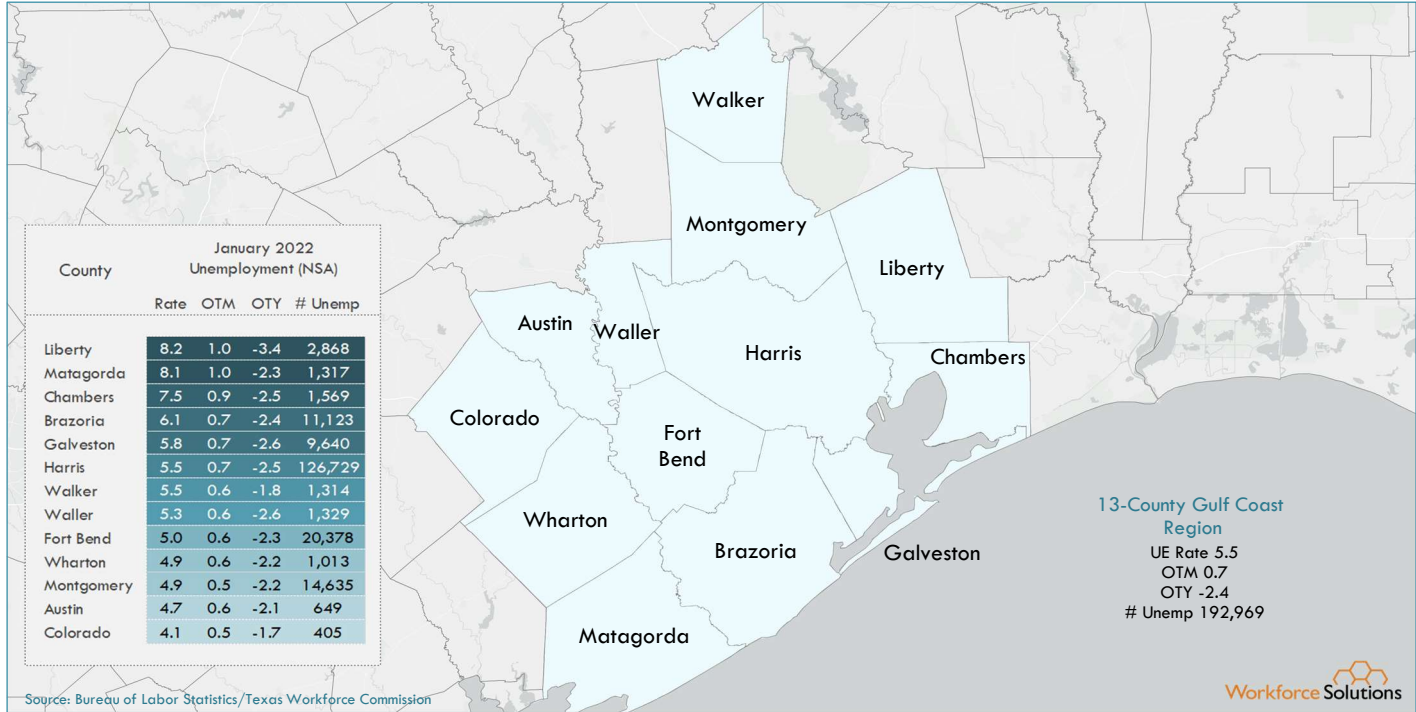 Walker
Montgomery
Liberty
Austin
Waller
Harris
Chambers
Colorado
Fort
Bend
Wharton
Brazoria
Galveston
Matagorda
County
January 2022
Unemployment (NSA)
Rate OTM OTY # Unemp
Liberty 8.2 1.0 -3.4 2,868
Matagorda 8.1 1.0 -2.3 1,317
Chambers 7.5 0.9 -2.5 1,569
Brazoria 6.1 0.7 -2.4 11,123
Galveston 5.8 0.7 -2.6 9,640
Harris 5.5 0.7 -2.5 126,729
Walker 5.5 0.6 -1.8 1,314
Waller 5.3 0.6 -2.6 1,329
Fort Bend 5.0 0.6 -2.3 20,378
Wharton 4.9 0.6 -2.2 1,013
Montgomery 4.9 0.5 -2.2 14,635
Austin 4.7 0.6 -2.1 649
Colorado 4.1 0.5 -1.7 405
13-County Gulf Coast
Region
UE Rate 5.5
OTM 0.7
OTY -2.4
# Unemp 192,969
Source: Bureau of Labor Statistics/Texas Workforce Commission
Workforce Solutions